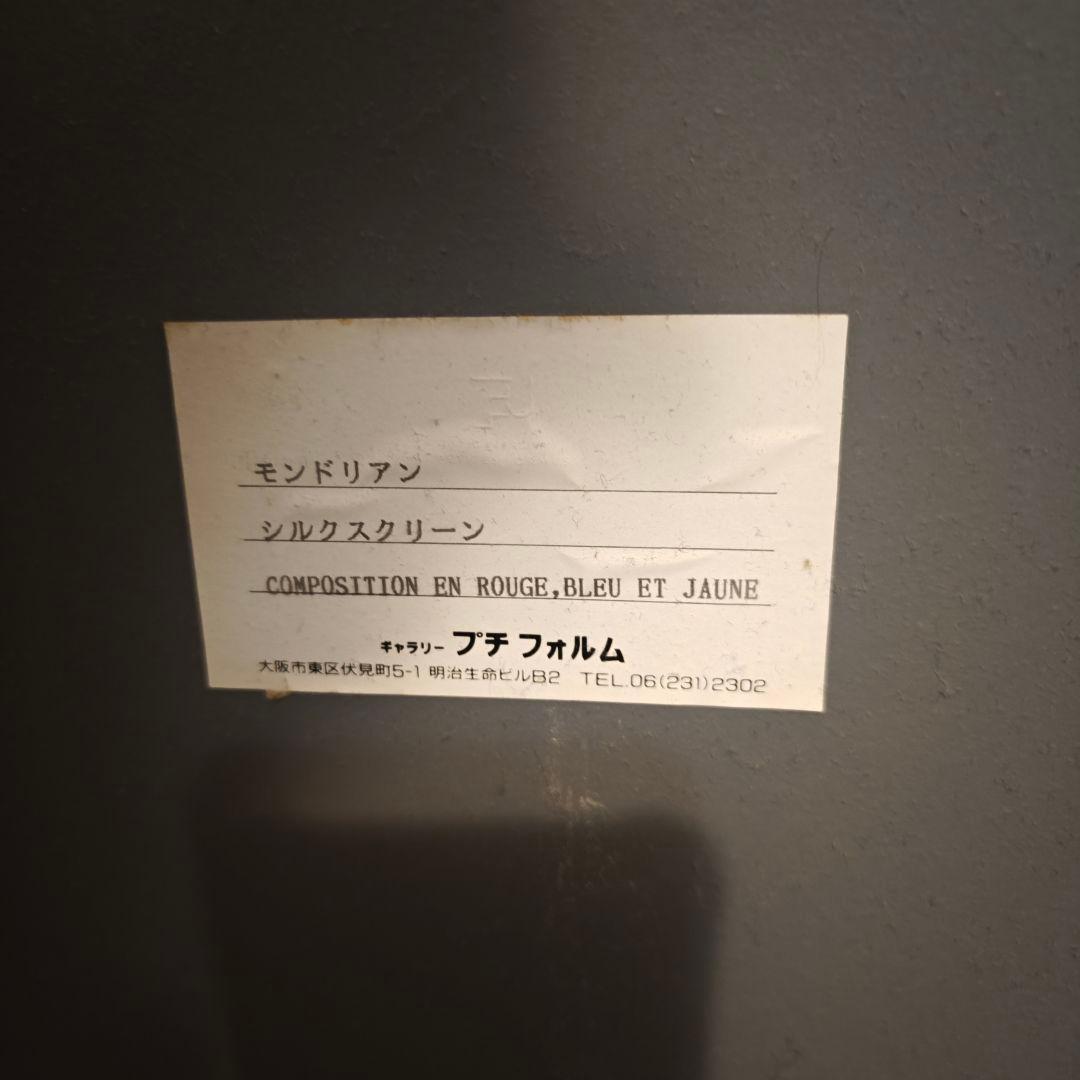 モンドリアン
シルクスクリーン
COMPOSITION EN ROUGE,BLEU ET JAUNE
ギャラリー プチ フォルム
大阪市東区伏見町5-1 明治生命ビルB2 TEL.06(231)2302